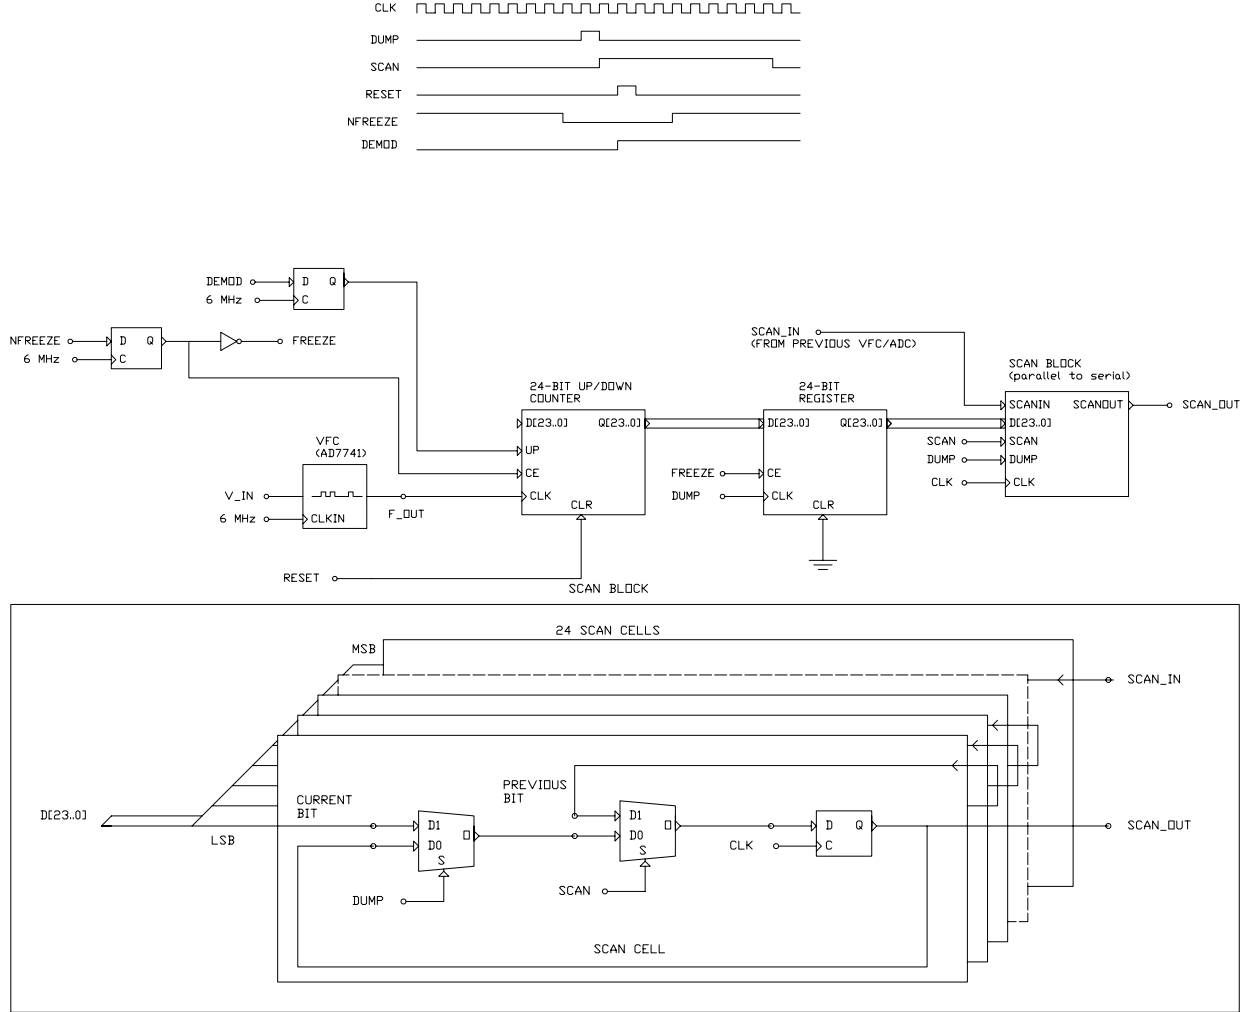 CLK
DUMP
SCAN
RESET
NFREEZE
DEMOD
DEMOD
D Q
6 MHz
C
NFREEZE
D Q
FREEZE
6 MHz
C
SCAN_IN
(FROM PREVIOUS VFC/ADC)
SCAN BLOCK
(parallel to serial)
24-BIT UP/DOWN
COUNTER
24-BIT
REGISTER
SCANIN SCANOUT
SCAN_OUT
D[23..0] Q[23..0]
D[23..0] Q[23..0]
D[23..0]
VFC
(AD7741)
UP
SCAN
SCAN
DUMP
DUMP
CE
FREEZE
CE
CLK
CLK
V_IN
CLK
DUMP
CLK
F_OUT
CLR
CLR
6 MHz
CLKIN
RESET
SCAN BLOCK
24 SCAN CELLS
MSB
SCAN_IN
PREVIOUS
BIT
CURRENT
BIT
D[23..0]
LSB
D1
D0
O
S
DUMP
D1
D0
O
S
SCAN
D Q
CLK
C
SCAN_OUT
SCAN CELL